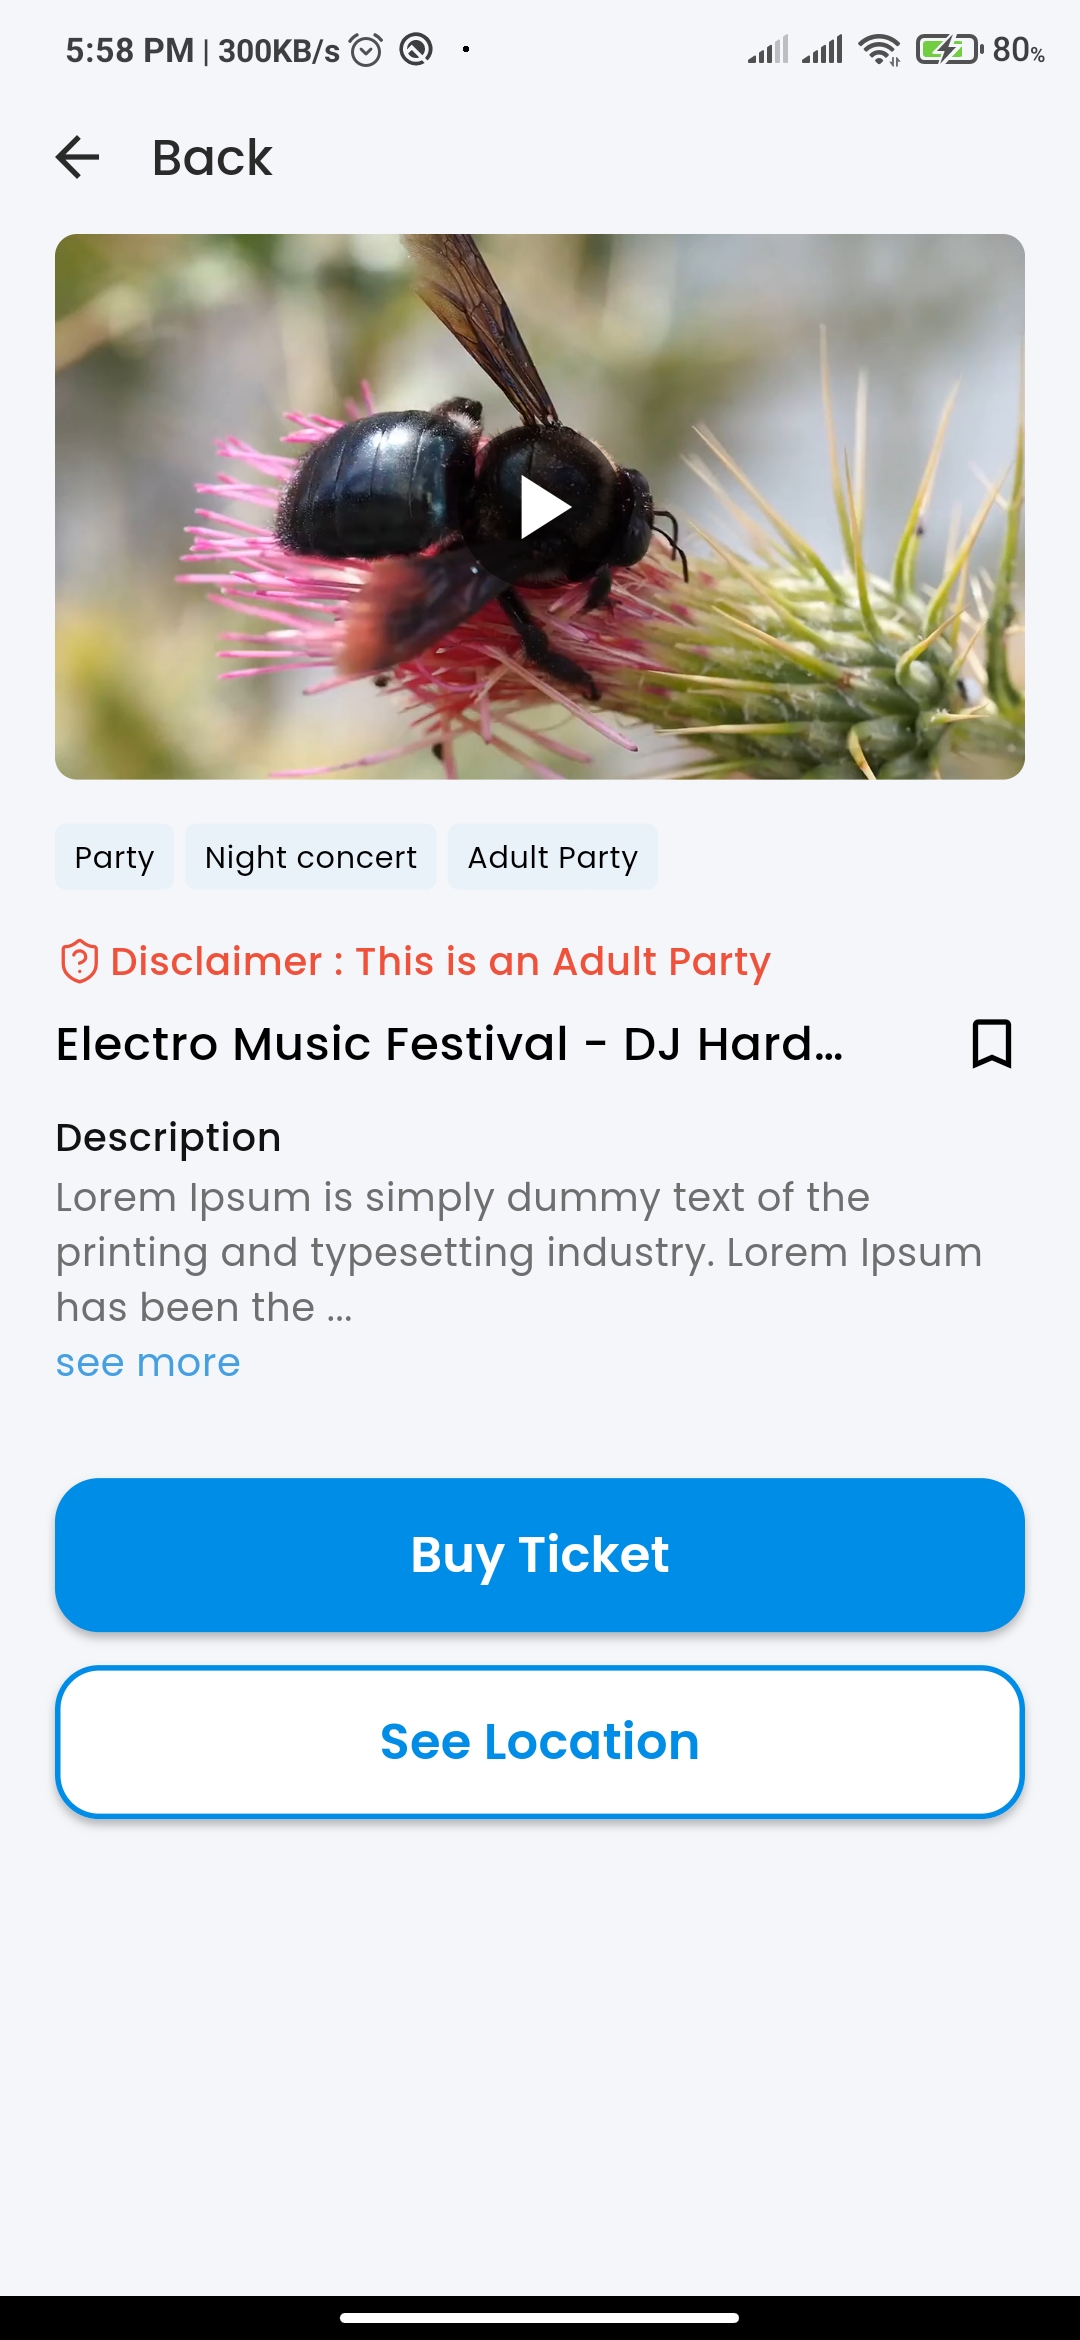 5:58 PM | 300KB/s 80%
Back
Party Night concert Adult Party
Disclaimer : This is an Adult Party
Electro Music Festival - DJ Hard...
Description
Lorem Ipsum is simply dummy text of the
printing and typesetting industry. Lorem Ipsum
has been the ...
see more
Buy Ticket
See Location